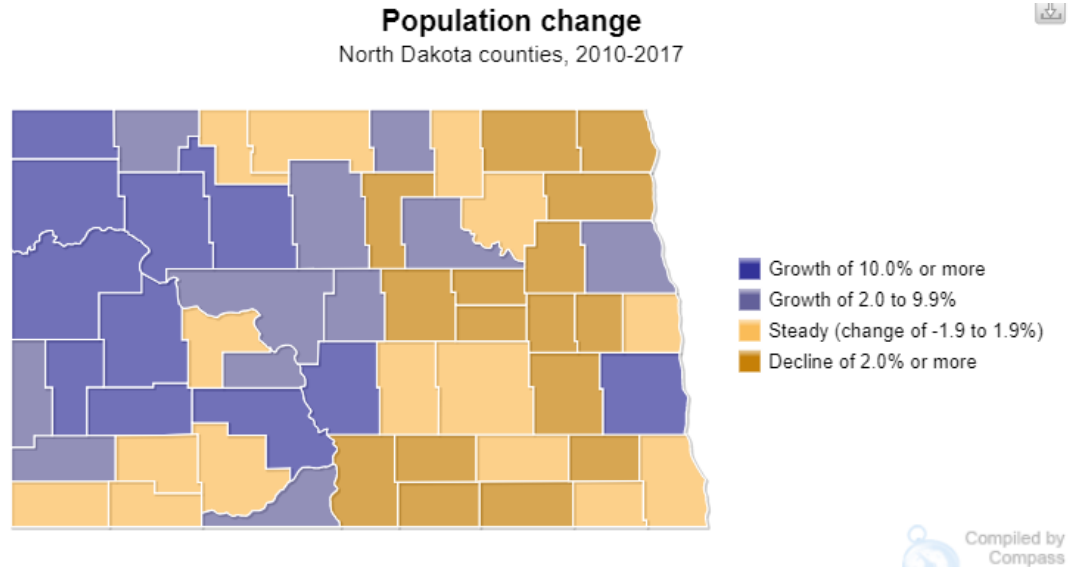 Population change
North Dakota counties, 2010-2017
Growth of 10.0% or more
Growth of 2.0 to 9.9%
Steady (change of -1.9 to 1.9%)
Decline of 2.0% or more
Compiled by
Compass